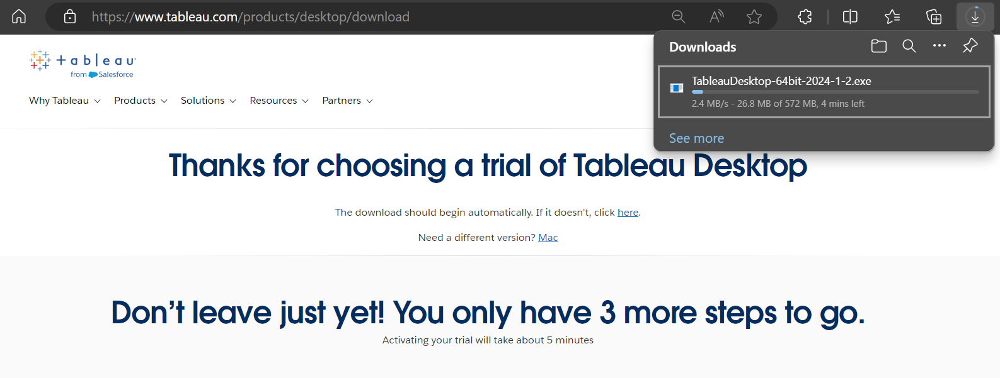 https://www.tableau.com/products/desktop/download
Downloads
TableauDesktop-64bit-2024-1-2.exe
2.4 MB/s - 26.8 MB of 572 MB, 4 mins left
See more
+ a b l e a u
from Salesforce
Why Tableau Products Solutions Resources Partners
Thanks for choosing a trial of Tableau Desktop
The download should begin automatically. If it doesn't, click here.
Need a different version? Mac
Don’t leave just yet! You only have 3 more steps to go.
Activating your trial will take about 5 minutes